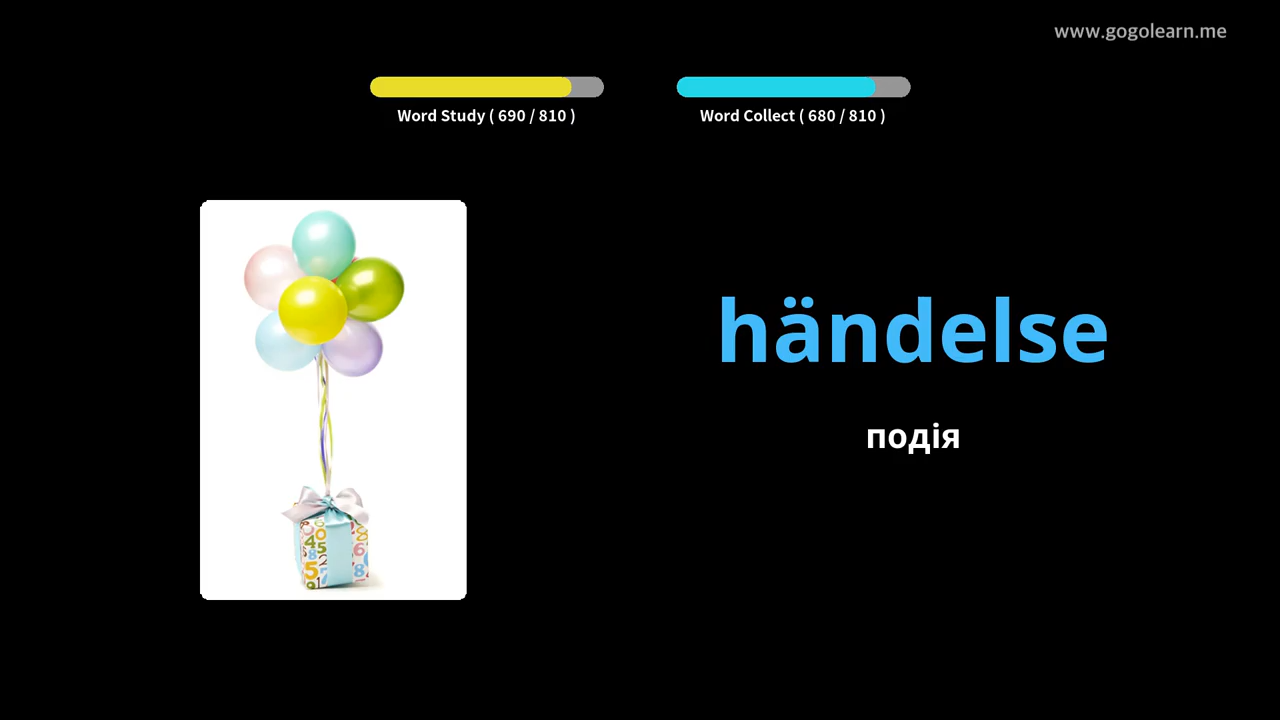 www.gogolearn.me
Word Study ( 690 / 810 )
Word Collect ( 680 / 810 )
händelse
подія